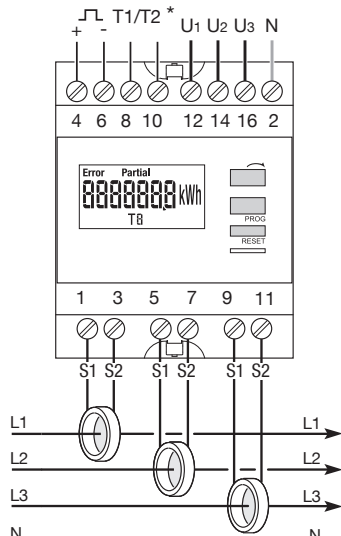 T1/T2 * U1 U2 U3 N
+ -
4 6 8 10 12 14 16 2
Error Partial
8888888 kWh
T8
PROG
RESET
1 3 5 7 9 11
S1 S2 S1 S2 S1 S2
L1 L1
L2 L2
L3 L3
N N